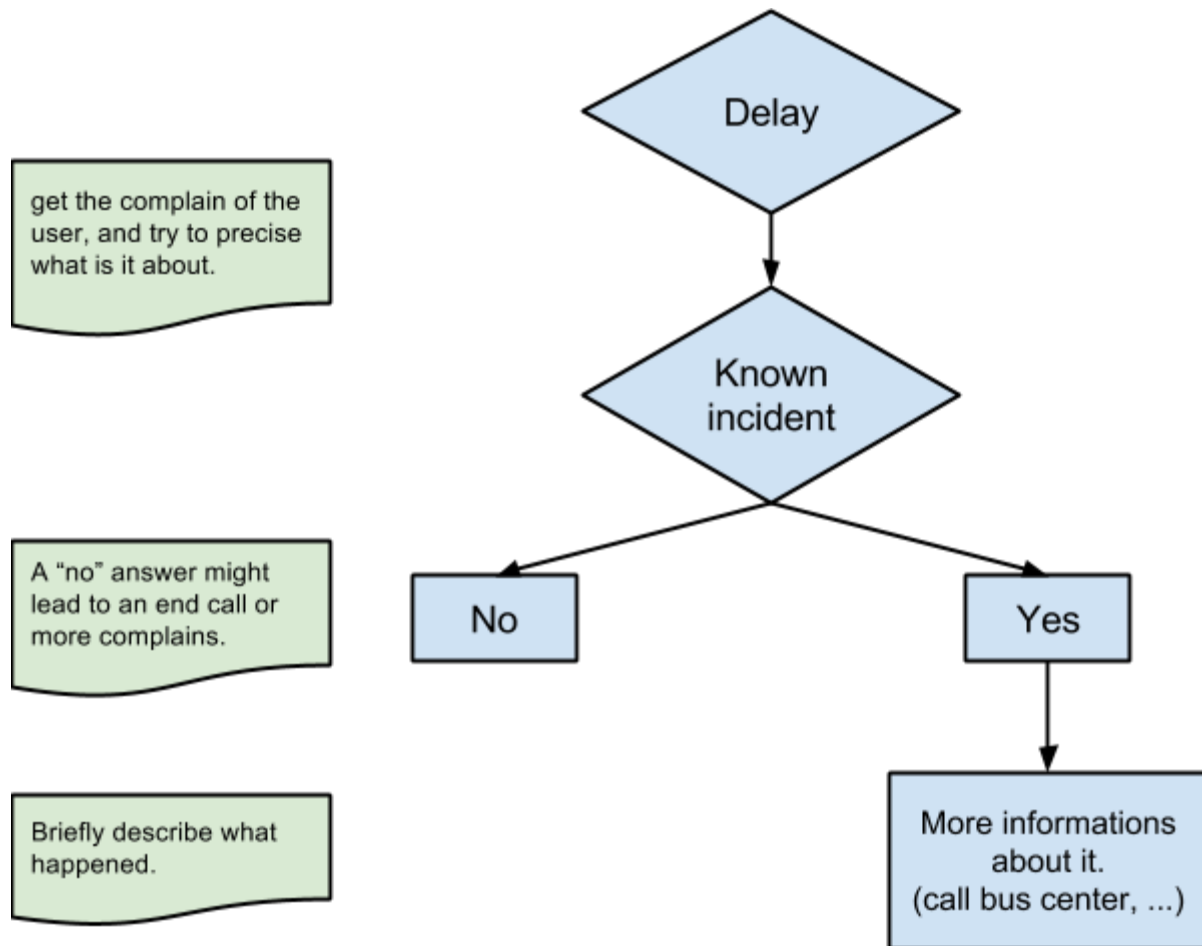 Delay
get the complain of the
user, and try to precise
what is it about.
Known
incident
A “no” answer might
lead to an end call or
more complains.
No
Yes
Briefly describe what
happened.
More informations
about it.
(call bus center, ...)